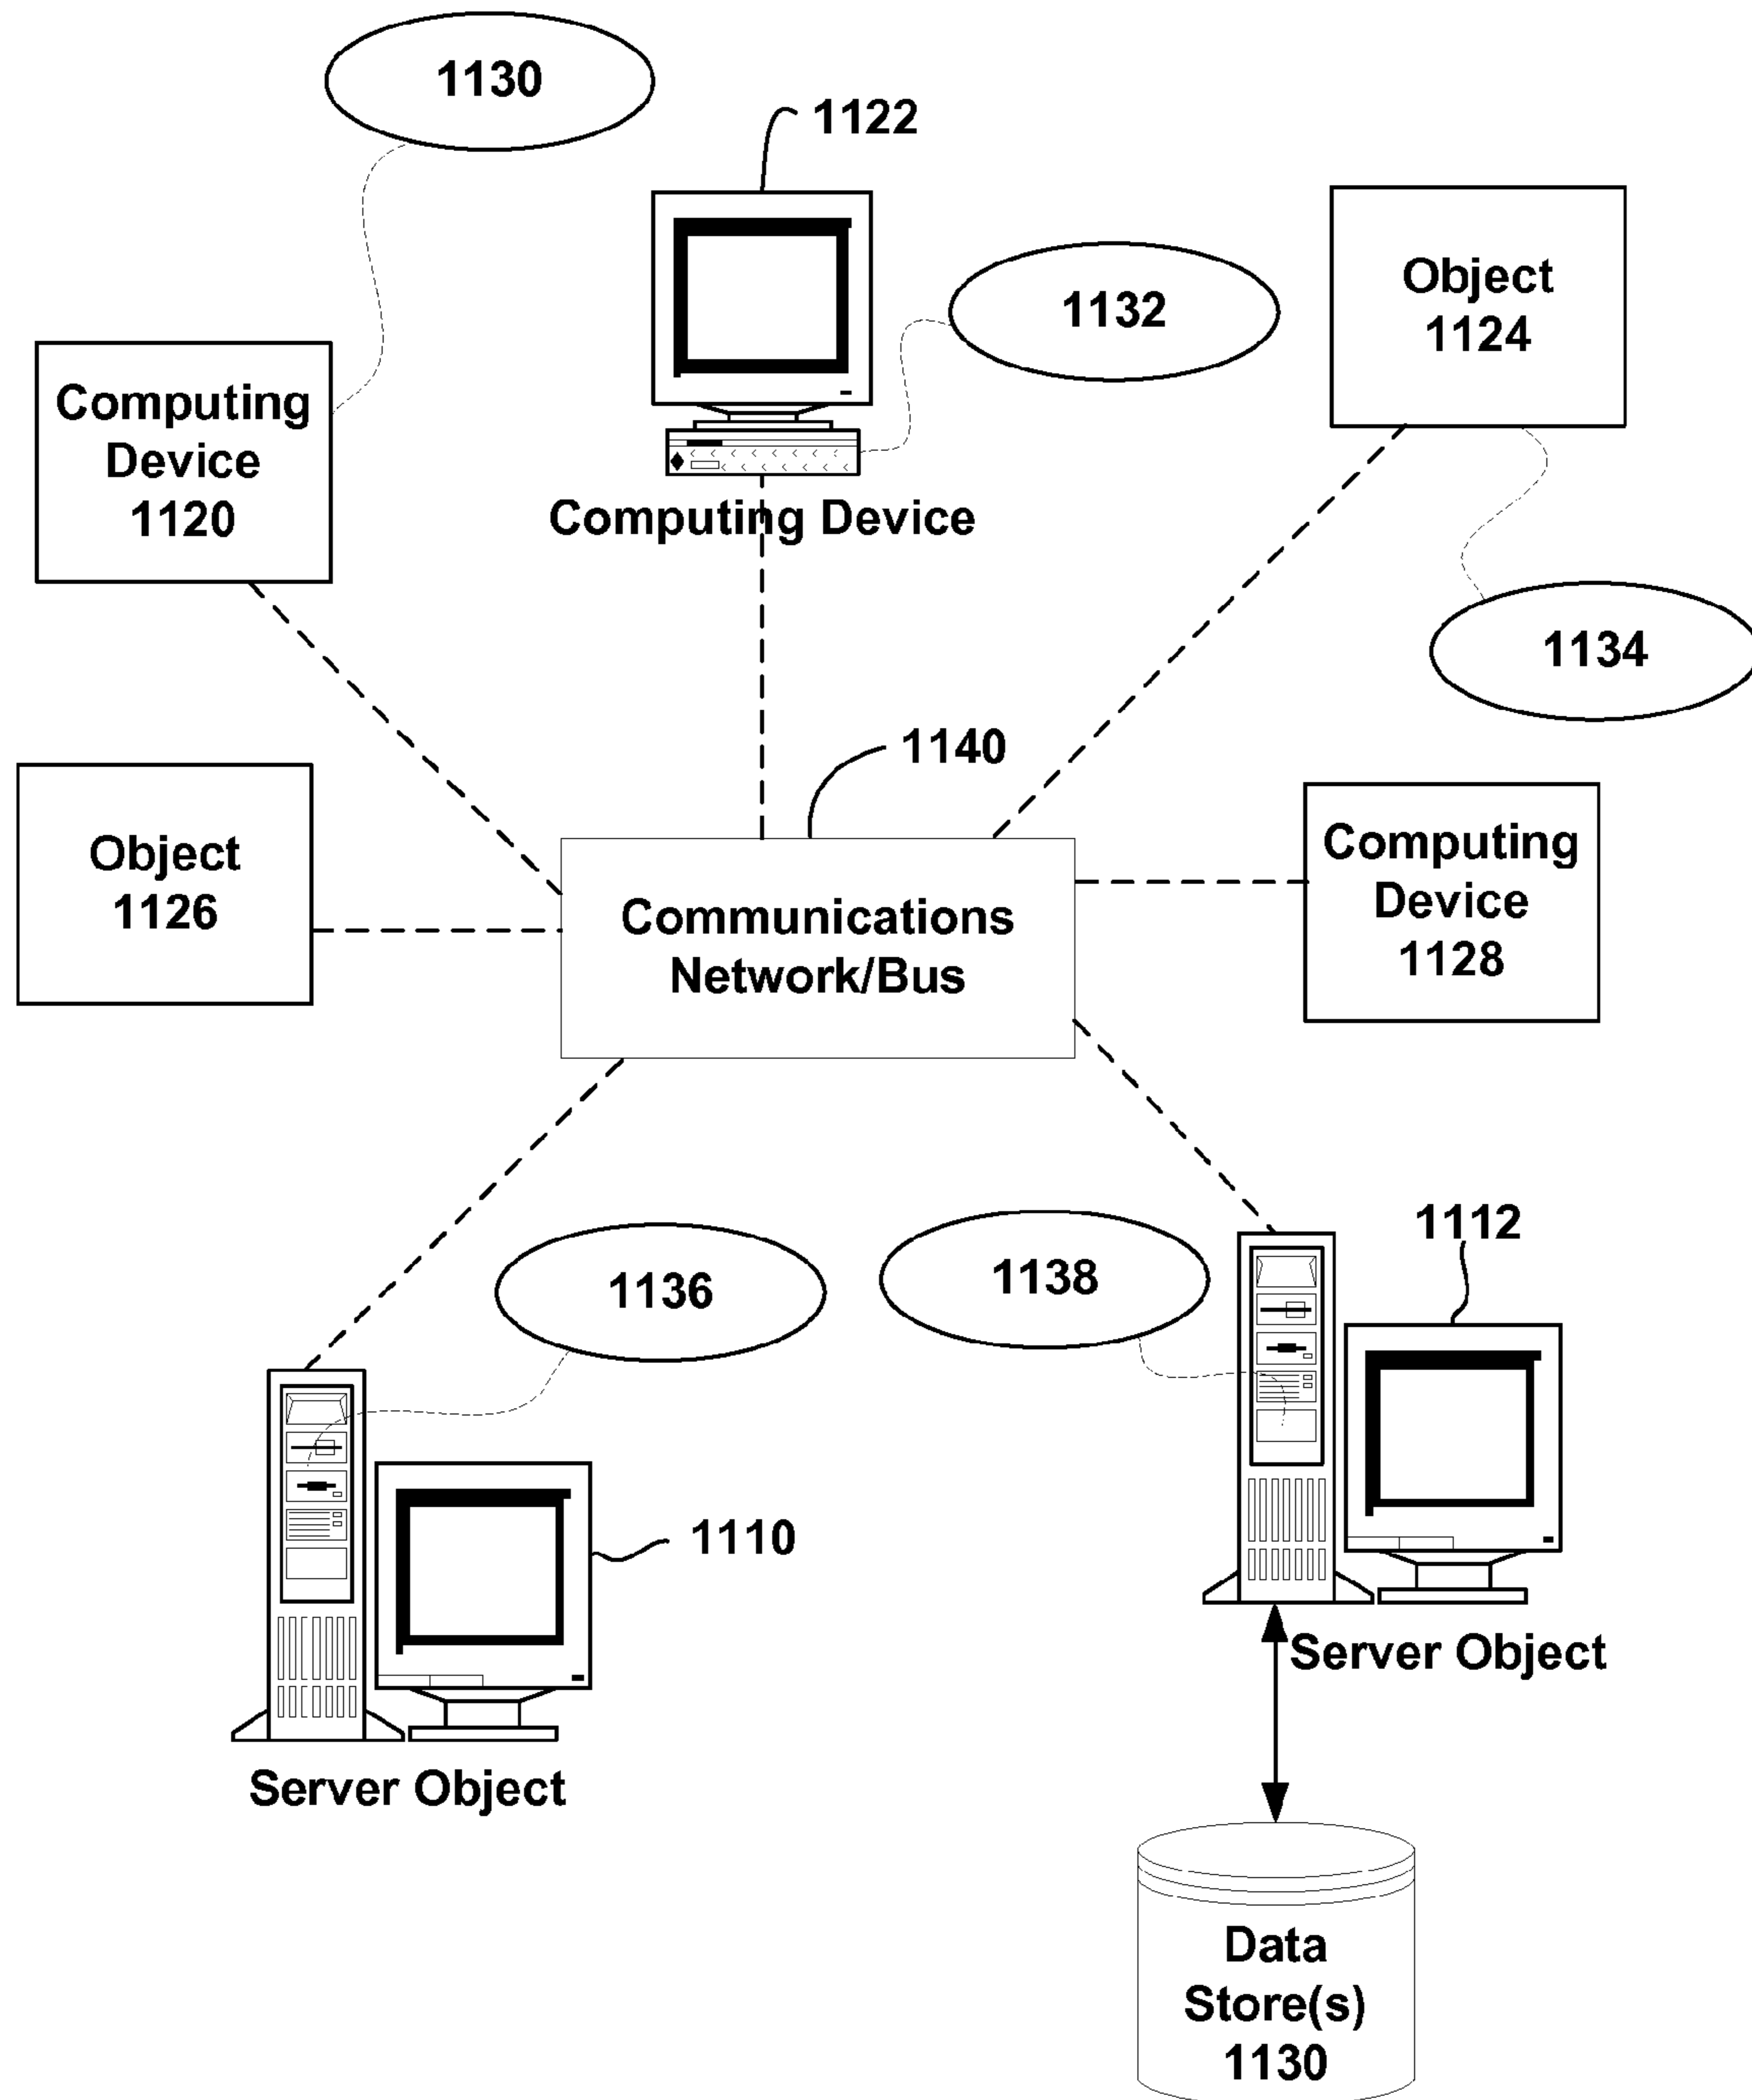 1130
1122
Object
1124
1132
Computing
Device
1120
Computing Device
1134
1140
Object
1126
Computing
Device
1128
Communications
Network/Bus
1112
1136
1138
1110
Server Object
Server Object
Data
Store(s)
1130